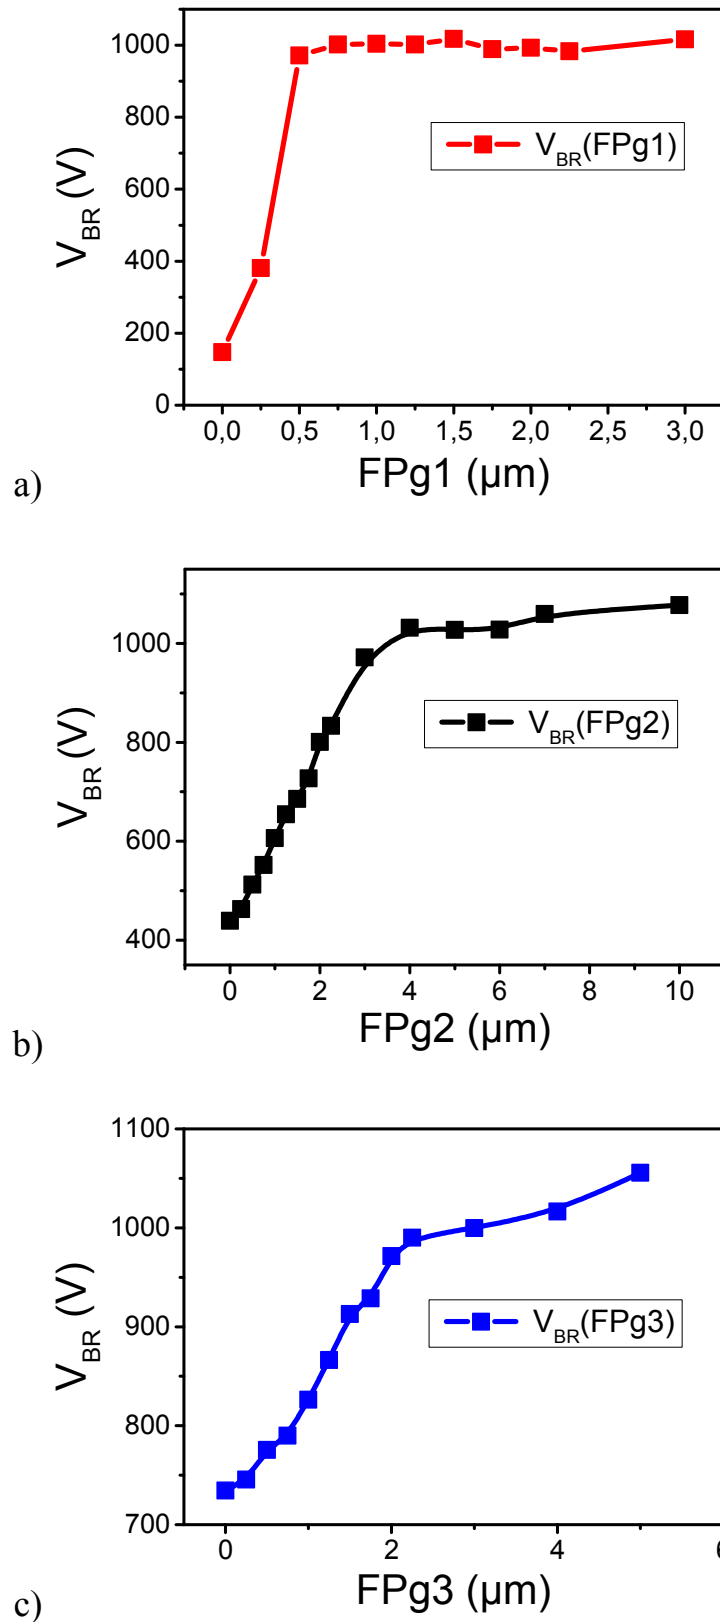 1000
800
600
400
200
0
V_BR (V)
V_BR(FPg1)
0,0 0,5 1,0 1,5 2,0 2,5 3,0
FPg1 (µm)
a)
1000
800
600
400
V_BR (V)
V_BR(FPg2)
0 2 4 6 8 10
FPg2 (µm)
b)
1100
1000
900
800
700
V_BR (V)
V_BR(FPg3)
0 2 4 6
FPg3 (µm)
c)